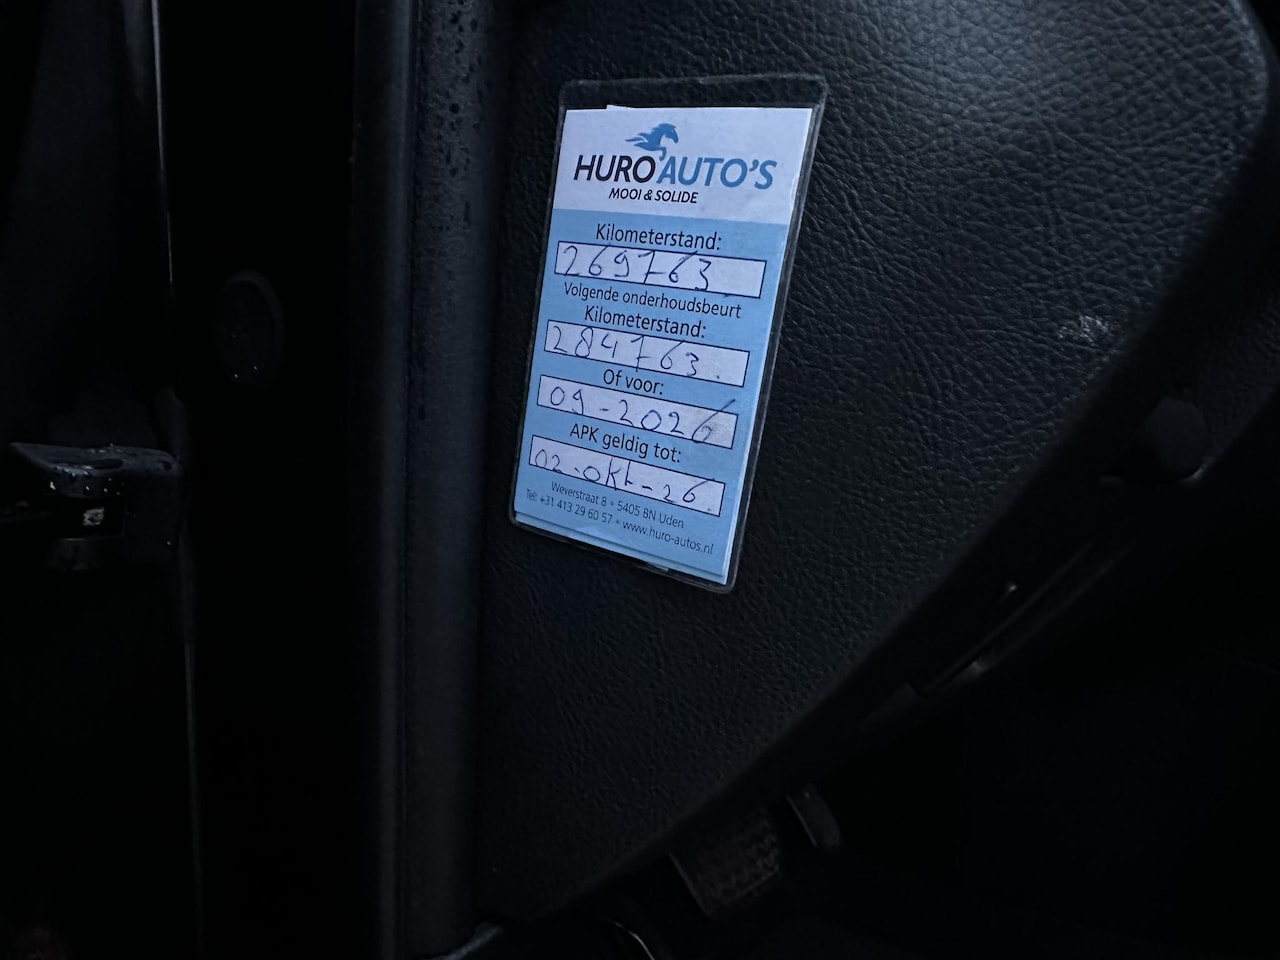 HURO AUTO'S
MOOI & SOLIDE
Kilometerstand:
269763
Volgende onderhoudsbeurt
Kilometerstand:
284763.
Of voor:
09-2026
APK geldig tot:
02-okt-26.
Weverstraat 8 • 5405 BN Uden
Tel: +31 413 29 60 57 • www.huro-autos.nl